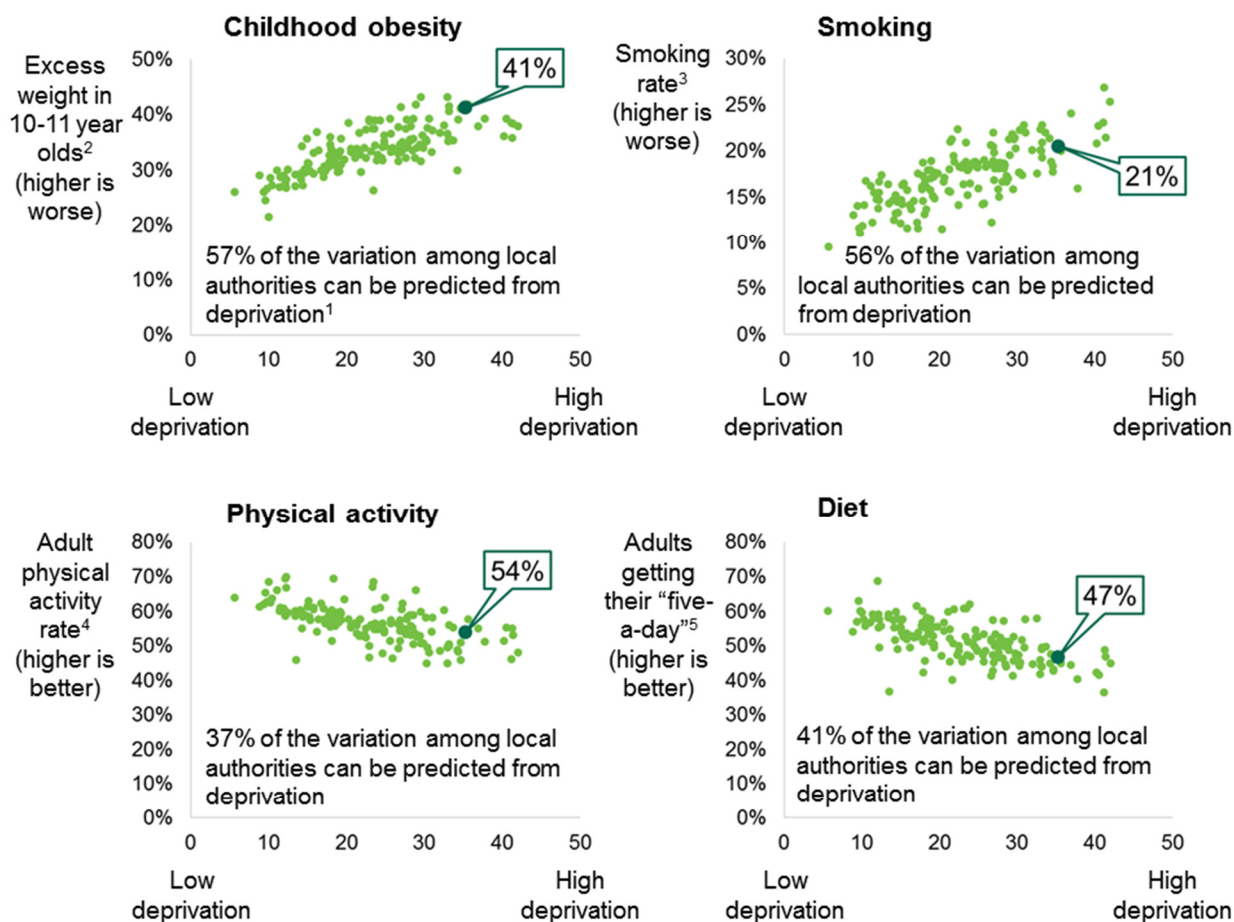 Childhood obesity
Excess
weight in
10-11 year
olds2
(higher is
worse)
50%
40%
30%
20%
10%
0%
41%
57% of the variation among local
authorities can be predicted from
deprivation1
0 10 20 30 40 50
Low
deprivation
High
deprivation
Smoking
Smoking
rate3
(higher is
worse)
30%
25%
20%
15%
10%
5%
0%
21%
56% of the variation among
local authorities can be predicted
from deprivation
0 10 20 30 40 50
Low
deprivation
High
deprivation
Physical activity
Adult
physical
activity
rate4
(higher is
better)
80%
70%
60%
50%
40%
30%
20%
10%
0%
54%
37% of the variation among local
authorities can be predicted from
deprivation
0 10 20 30 40 50
Low
deprivation
High
deprivation
Diet
Adults
getting
their “five-
a-day”5
(higher is
better)
80%
70%
60%
50%
40%
30%
20%
10%
0%
47%
41% of the variation among local
authorities can be predicted from
deprivation
0 10 20 30 40 50
Low
deprivation
High
deprivation